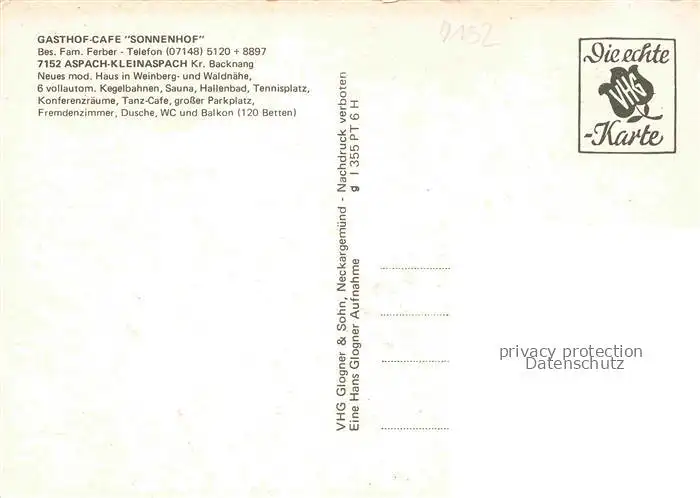 GASTHOF-CAFE "SONNENHOF"
Bes. Fam. Ferber - Telefon (07148) 5120 + 8897
7152 ASPACH-KLEINASPACH Kr. Backnang
Neues mod. Haus in Weinberg- und Waldnähe,
6 vollautom. Kegelbahnen, Sauna, Hallenbad, Tennisplatz,
Konferenzräume, Tanz-Cafe, großer Parkplatz,
Fremdenzimmer, Dusche, WC und Balkon (120 Betten)
7152
Die echte
VHG
-Karte
VHG Glogner & Sohn, Neckargemünd - Nachdruck verboten
Eine Hans Glogner Aufnahme g I 355 PT 6 H
privacy protection
Datenschutz